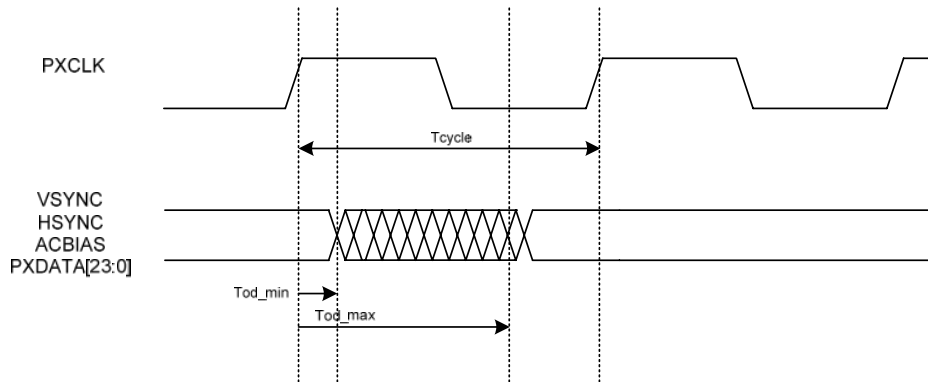 PXCLK
Tcycle
VSYNC
HSYNC
ACBIAS
PXDATA[23:0]
Tod_min
Tod_max